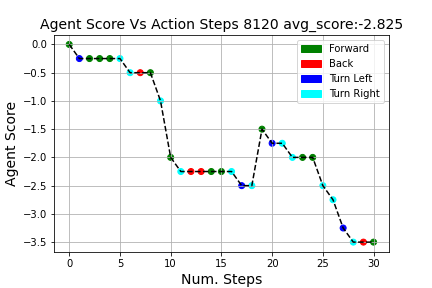 Agent Score Vs Action Steps 8120 avg_score:-2.825
Agent Score
0.0
−0.5
−1.0
−1.5
−2.0
−2.5
−3.0
−3.5
Forward
Back
Turn Left
Turn Right
0 5 10 15 20 25 30
Num. Steps